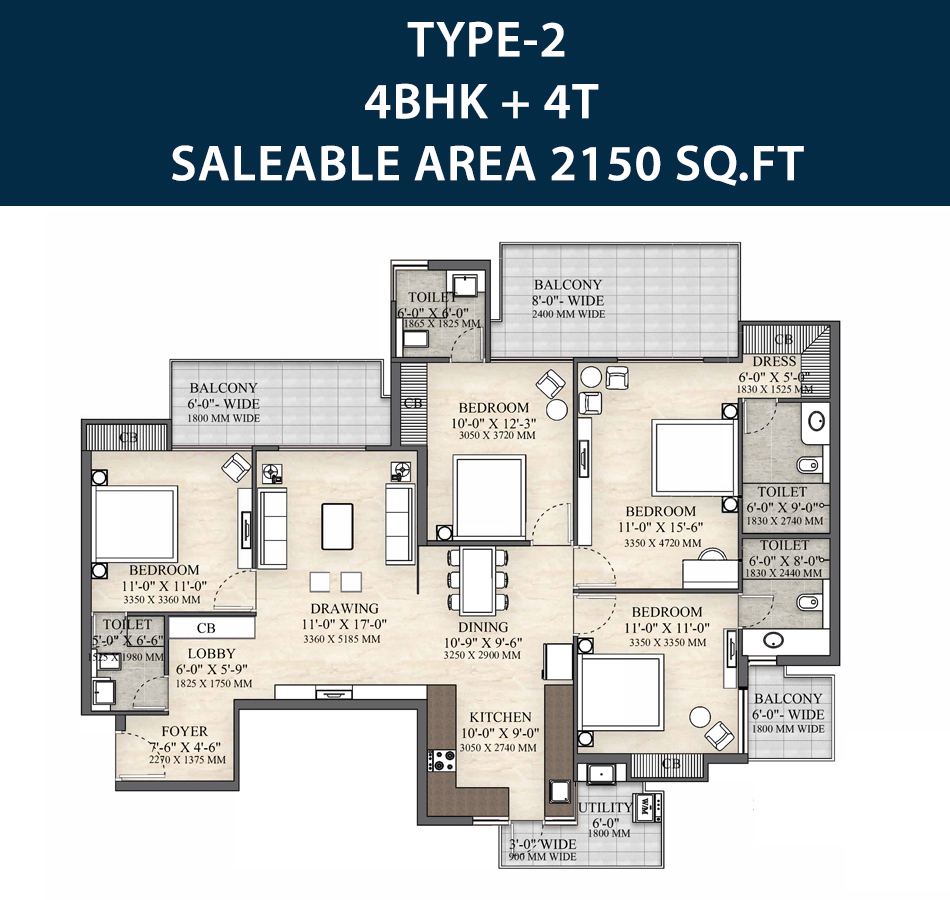 TYPE-2
4BHK + 4T
SALEABLE AREA 2150 SQ.FT
BALCONY
8'-0"- WIDE
2400 MM WIDE
TOILET
6'-0" X 6'-0"
1865 X 1825 MM
CB
DRESS
6'-0" X 5'-0"
1830 X 1525 MM
BALCONY
6'-0"- WIDE
1800 MM WIDE
CB
BEDROOM
10'-0" X 12'-3"
3050 X 3720 MM
CB
TOILET
6'-0" X 9'-0"
1830 X 2740 MM
BEDROOM
11'-0" X 15'-6"
3350 X 4720 MM
TOILET
6'-0" X 8'-0"
1830 X 2440 MM
BEDROOM
11'-0" X 11'-0"
3350 X 3360 MM
DRAWING
11'-0" X 17'-0"
3360 X 5185 MM
DINING
10'-9" X 9'-6"
3250 X 2900 MM
BEDROOM
11'-0" X 11'-0"
3350 X 3350 MM
TOILET
5'-0" X 6'-6"
1525 X 1980 MM
CB
LOBBY
6'-0" X 5'-9"
1825 X 1750 MM
BALCONY
6'-0"- WIDE
1800 MM WIDE
FOYER
7'-6" X 4'-6"
2270 X 1375 MM
KITCHEN
10'-0" X 9'-0"
3050 X 2740 MM
CB
UTILITY
6'-0"
1800 MM
W/M
3'-0" WIDE
900 MM WIDE